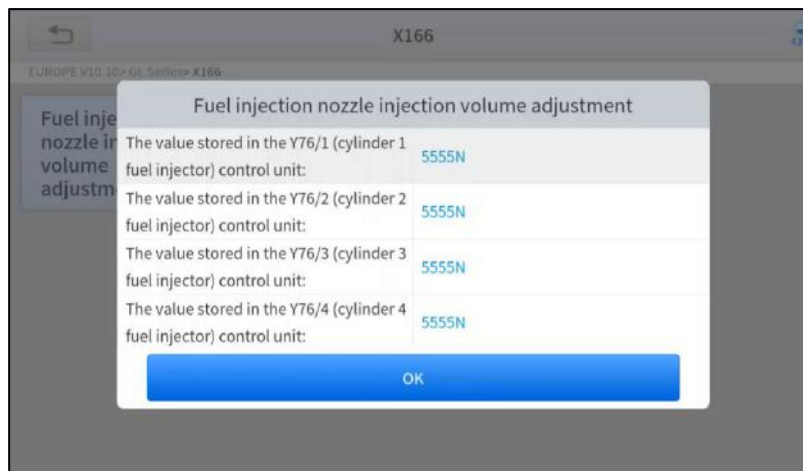 X166
EUROPE V10.10> GL Series> X166
Fuel inje
nozzle in
volume
adjustm
Fuel injection nozzle injection volume adjustment
The value stored in the Y76/1 (cylinder 1
fuel injector) control unit:
5555N
The value stored in the Y76/2 (cylinder 2
fuel injector) control unit:
5555N
The value stored in the Y76/3 (cylinder 3
fuel injector) control unit:
5555N
The value stored in the Y76/4 (cylinder 4
fuel injector) control unit:
5555N
OK